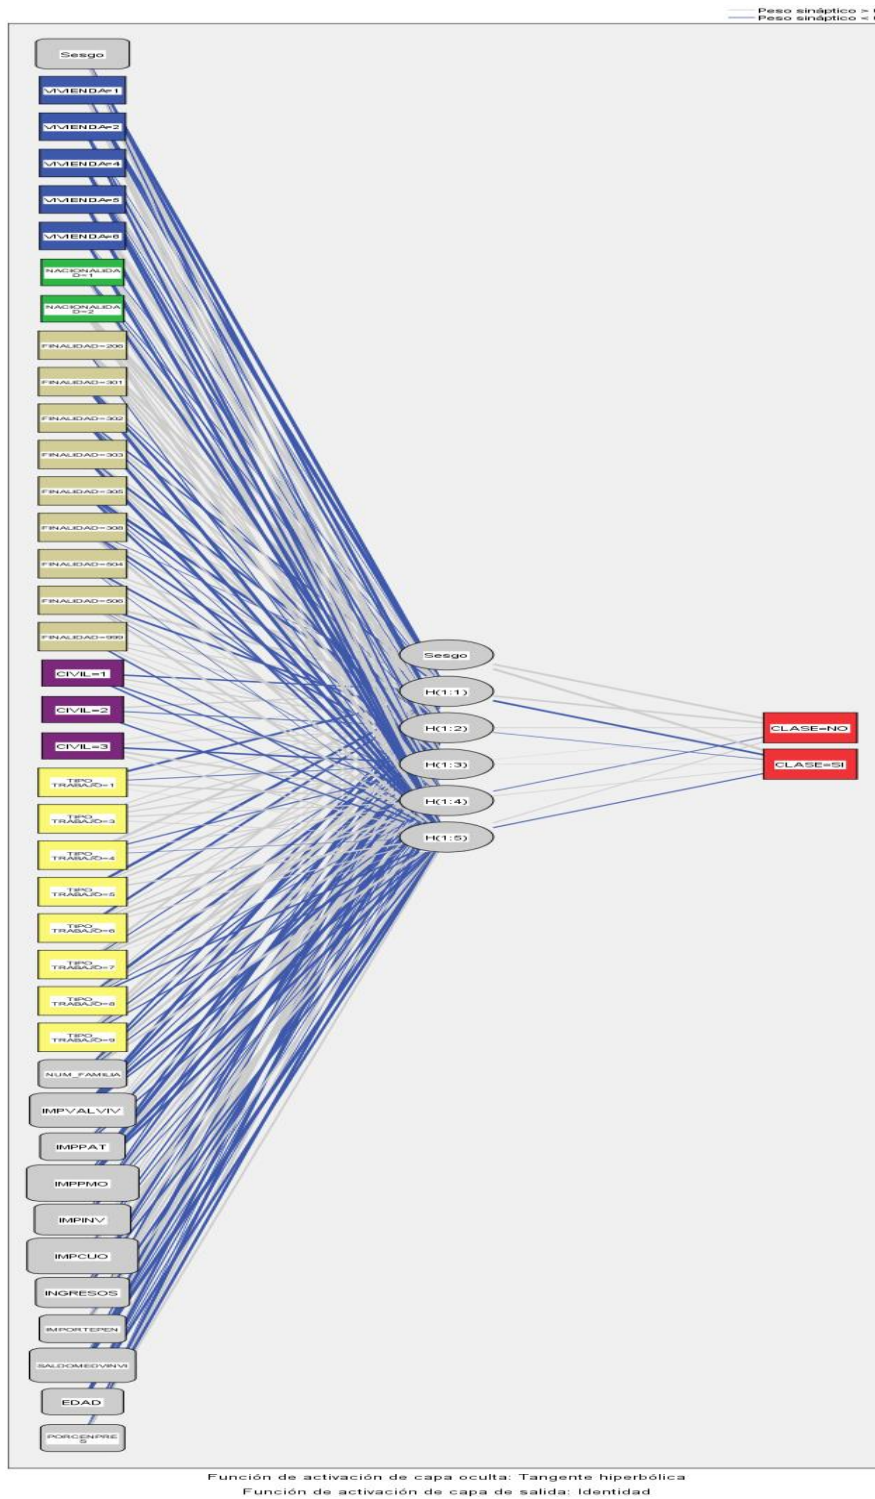 Peso sináptico >
Peso sináptico <
Sesgo
VIVIENDA=1
VIVIENDA=2
VIVIENDA=4
VIVIENDA=5
VIVIENDA=6
NACIONALIDA
D=1
NACIONALIDA
D=2
FINALIDAD=206
FINALIDAD=301
FINALIDAD=302
FINALIDAD=303
FINALIDAD=305
FINALIDAD=308
FINALIDAD=504
FINALIDAD=506
FINALIDAD=999
CIVIL=1
CIVIL=2
CIVIL=3
TIPO
TRABAJO=1
TIPO
TRABAJO=3
TIPO
TRABAJO=4
TIPO
TRABAJO=5
TIPO
TRABAJO=6
TIPO
TRABAJO=7
TIPO
TRABAJO=8
TIPO
TRABAJO=9
NUM_FAMILIA
IMPVALVIV
IMPPAT
IMPPMO
IMPINV
IMPCUO
INGRESOS
IMPORTEPEN
SALDOMEDVINVI
EDAD
PORCENPRE
S
Sesgo
H(1:1)
H(1:2)
H(1:3)
H(1:4)
H(1:5)
CLASE=NO
CLASE=SI
Función de activación de capa oculta: Tangente hiperbólica
Función de activación de capa de salida: Identidad